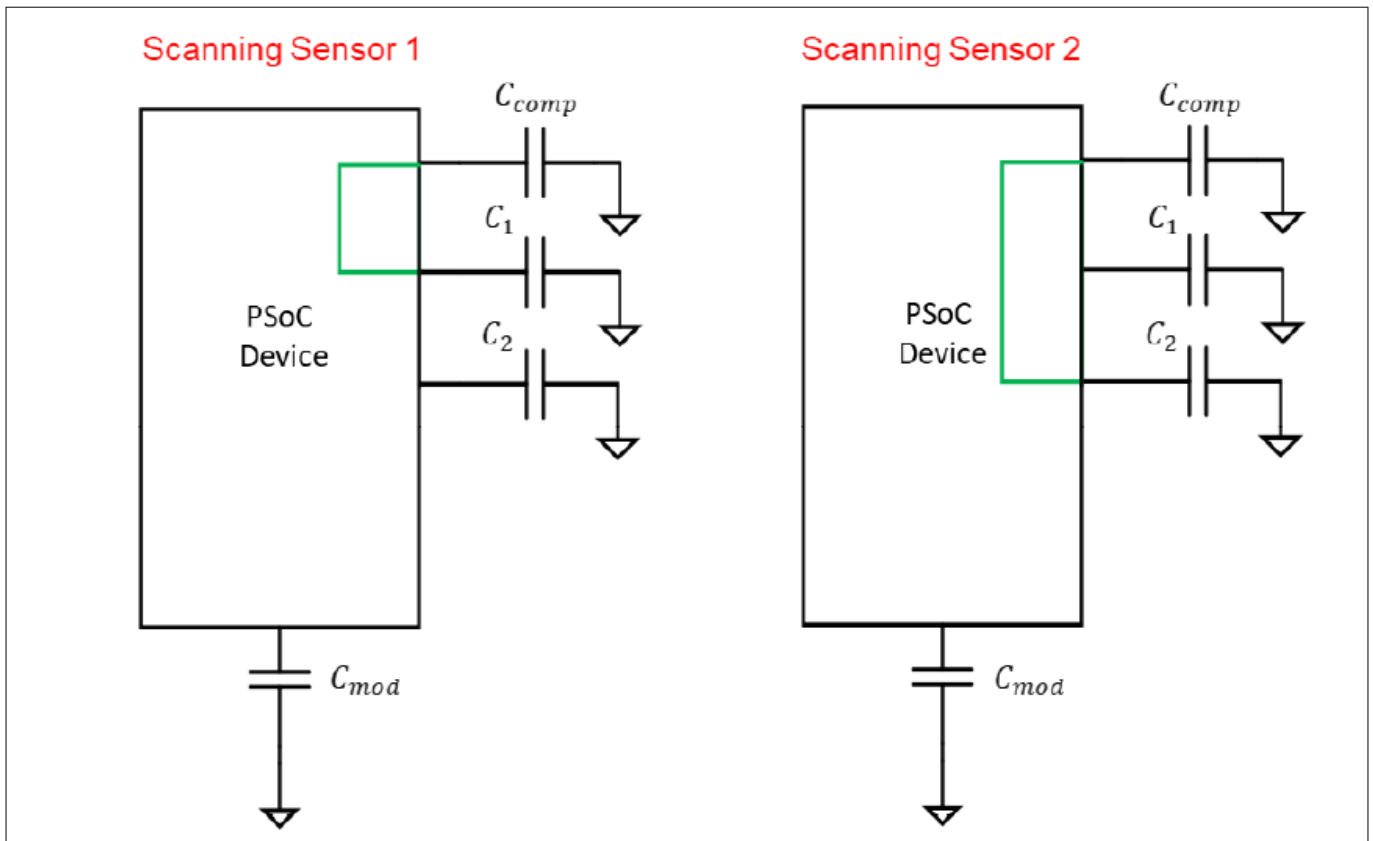 Scanning Sensor 1
Scanning Sensor 2
C_comp
C_1
C_2
PSoC
Device
C_mod
C_comp
C_1
C_2
PSoC
Device
C_mod